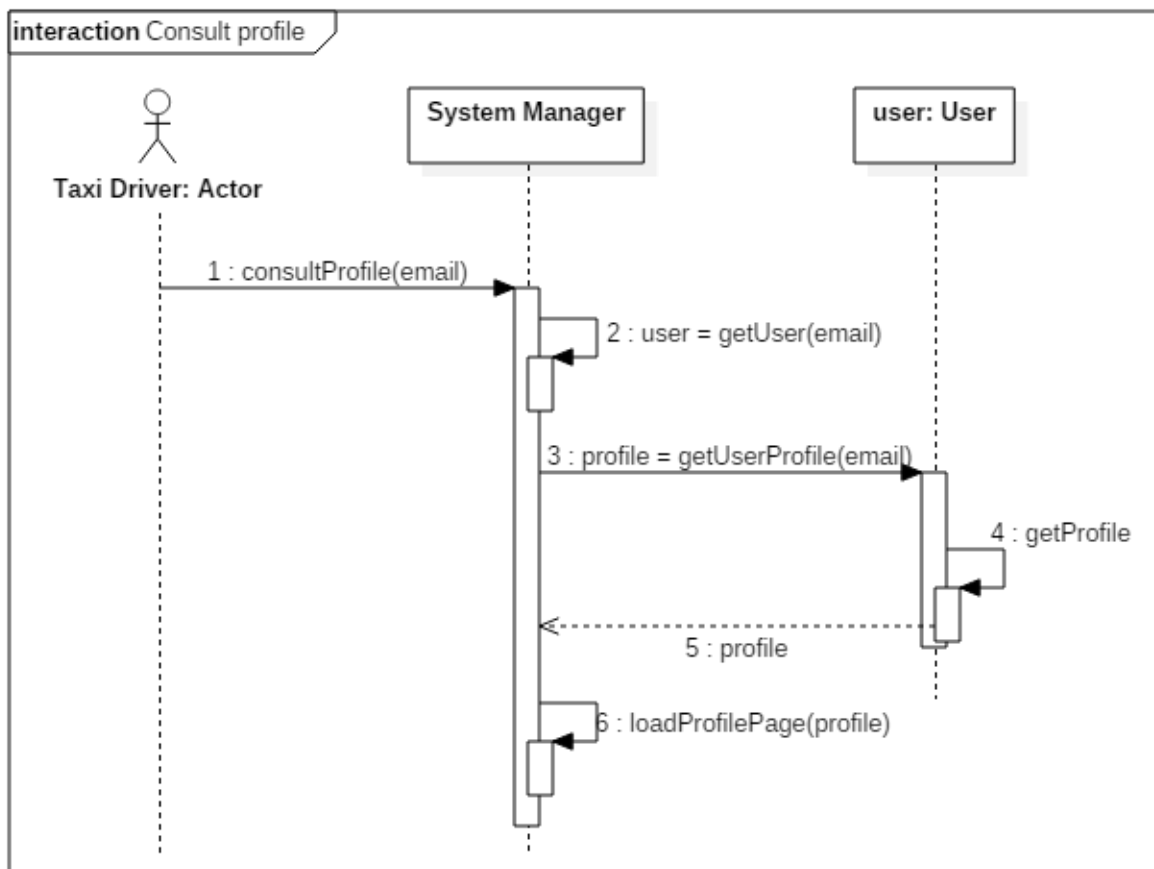 interaction Consult profile
System Manager
user: User
Taxi Driver: Actor
1 : consultProfile(email)
2 : user = getUser(email)
3 : profile = getUserProfile(email)
4 : getProfile
5 : profile
6 : loadProfilePage(profile)